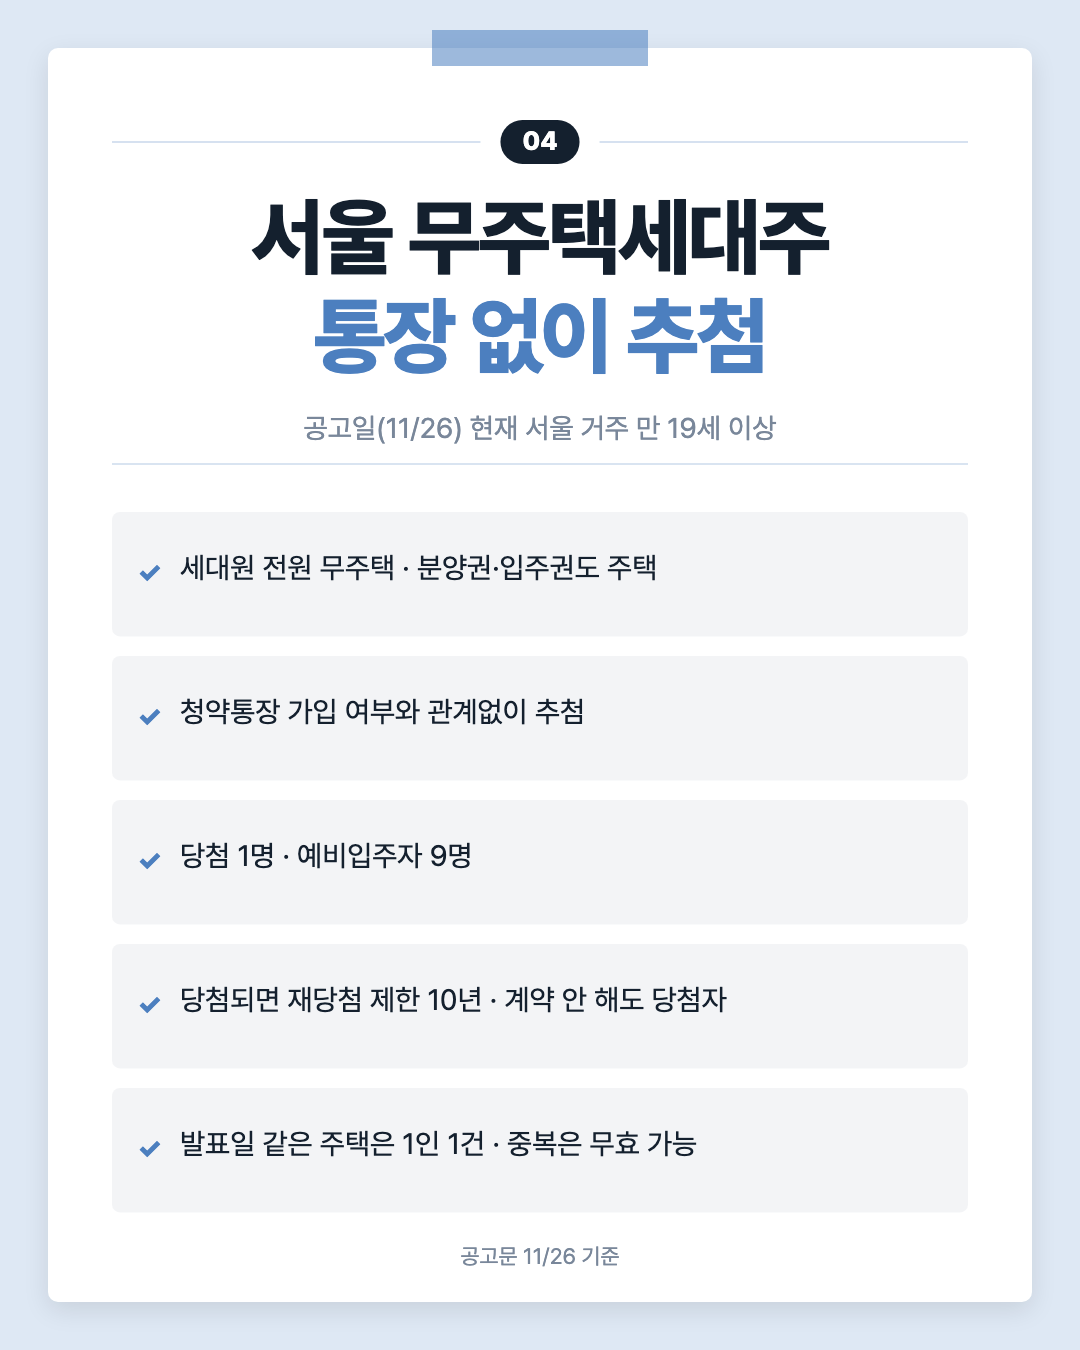 04
서울 무주택세대주
통장 없이 추첨
공고일(11/26) 현재 서울 거주 만 19세 이상
세대원 전원 무주택 · 분양권·입주권도 주택
청약통장 가입 여부와 관계없이 추첨
당첨 1명 · 예비입주자 9명
당첨되면 재당첨 제한 10년 · 계약 안 해도 당첨자
발표일 같은 주택은 1인 1건 · 중복은 무효 가능
공고문 11/26 기준